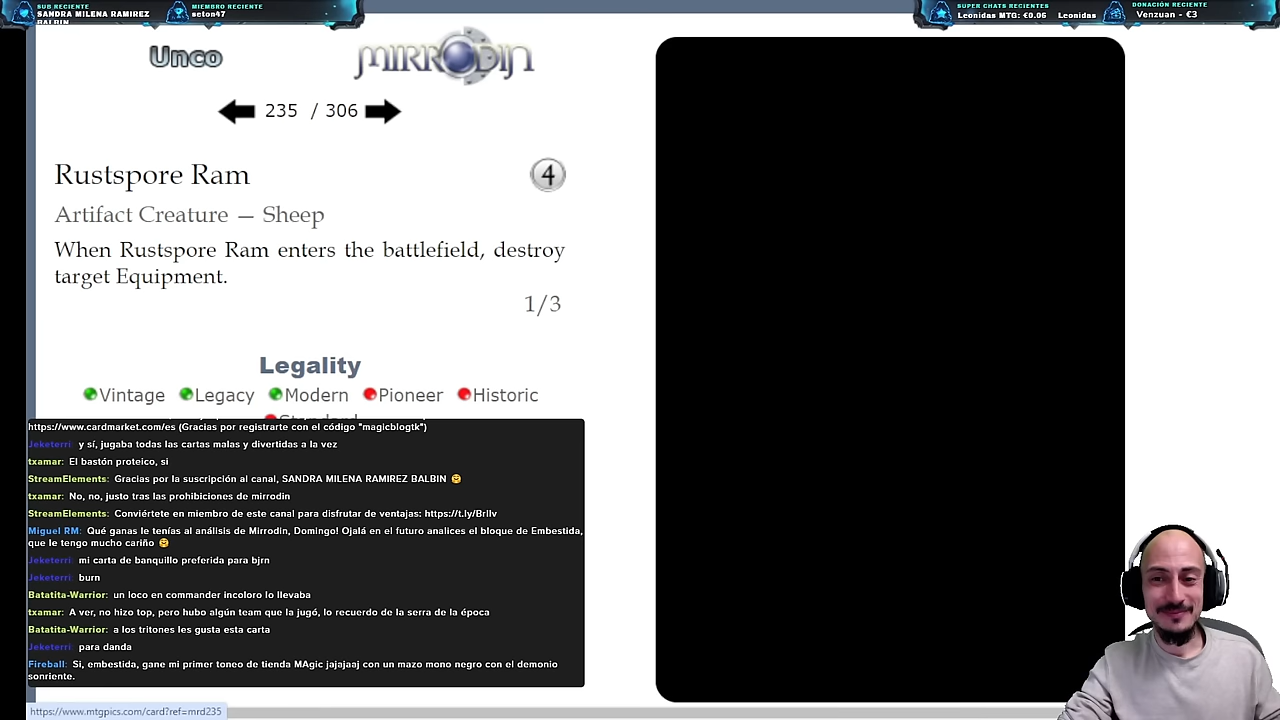 SUB RECIENTE
SANDRA MILENA RAMIREZ
BALBIN
MIEMBRO RECIENTE
seton47
SUPER CHATS RECIENTES
Leonidas MTG: €0.06 Leonidas
DONACIÓN RECIENTE
Venzuan - €3
Unco
MIRRODIN
235 / 306
Rustspore Ram
4
Artifact Creature — Sheep
When Rustspore Ram enters the battlefield, destroy
target Equipment.
1/3
Legality
Vintage Legacy Modern Pioneer Historic
Standard
https://www.cardmarket.com/es (Gracias por registrarte con el código "magicblogtk")
Jeketerri: y sí, jugaba todas las cartas malas y divertidas a la vez
txamar: El bastón proteico, si
StreamElements: Gracias por la suscripción al canal, SANDRA MILENA RAMIREZ BALBIN
txamar: No, no, justo tras las prohibiciones de mirrodin
StreamElements: Conviértete en miembro de este canal para disfrutar de ventajas: https://t.ly/Brllv
Miguel RM: Qué ganas le tenías al análisis de Mirrodin, Domingo! Ojalá en el futuro analices el bloque de Embestida,
que le tengo mucho cariño
Jeketerri: mi carta de banquillo preferida para bjrn
Jeketerri: burn
Batatita-Warrior: un loco en commander incoloro lo llevaba
txamar: A ver, no hizo top, pero hubo algún team que la jugó, lo recuerdo de la serra de la época
Batatita-Warrior: a los tritones les gusta esta carta
Jeketerri: para danda
Fireball: Si, embestida, gane mi primer toneo de tienda MAgic jajajaaj con un mazo mono negro con el demonio
sonriente.
https://www.mtgpics.com/card?ref=mrd235